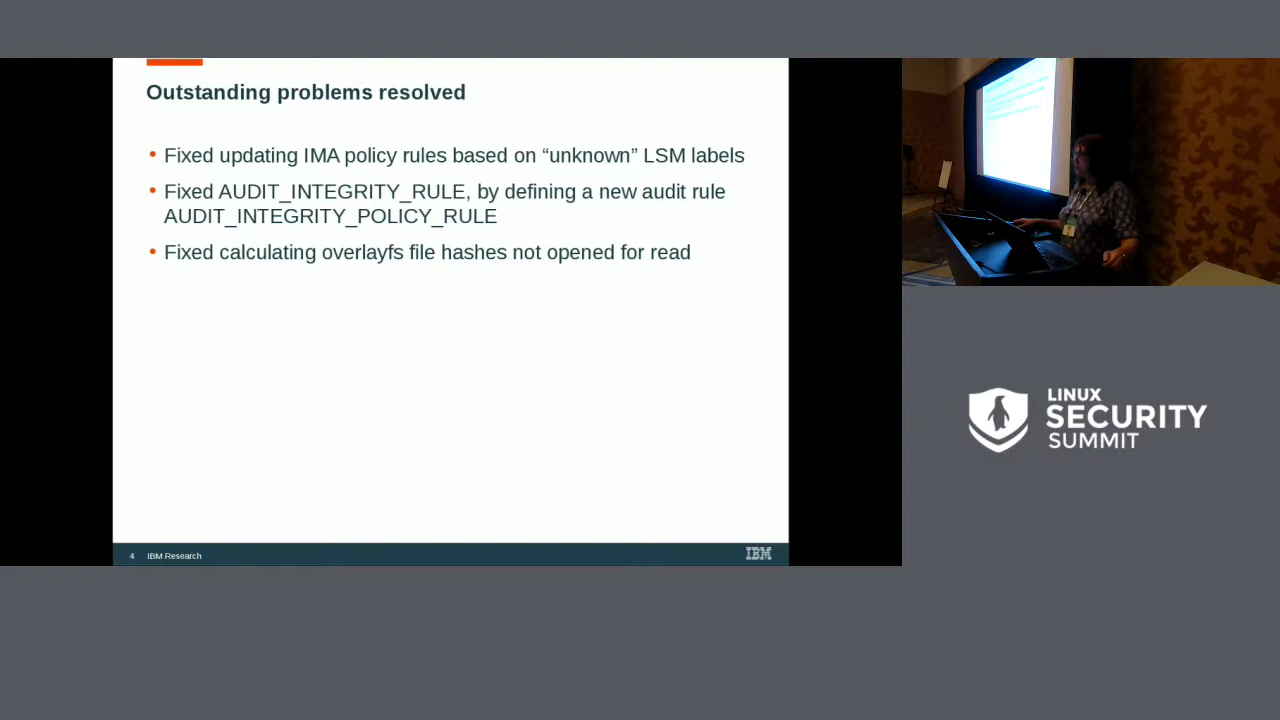 Outstanding problems resolved
• Fixed updating IMA policy rules based on “unknown” LSM labels
• Fixed AUDIT_INTEGRITY_RULE, by defining a new audit rule
AUDIT_INTEGRITY_POLICY_RULE
• Fixed calculating overlayfs file hashes not opened for read
4 IBM Research
IBM
LINUX
SECURITY
SUMMIT